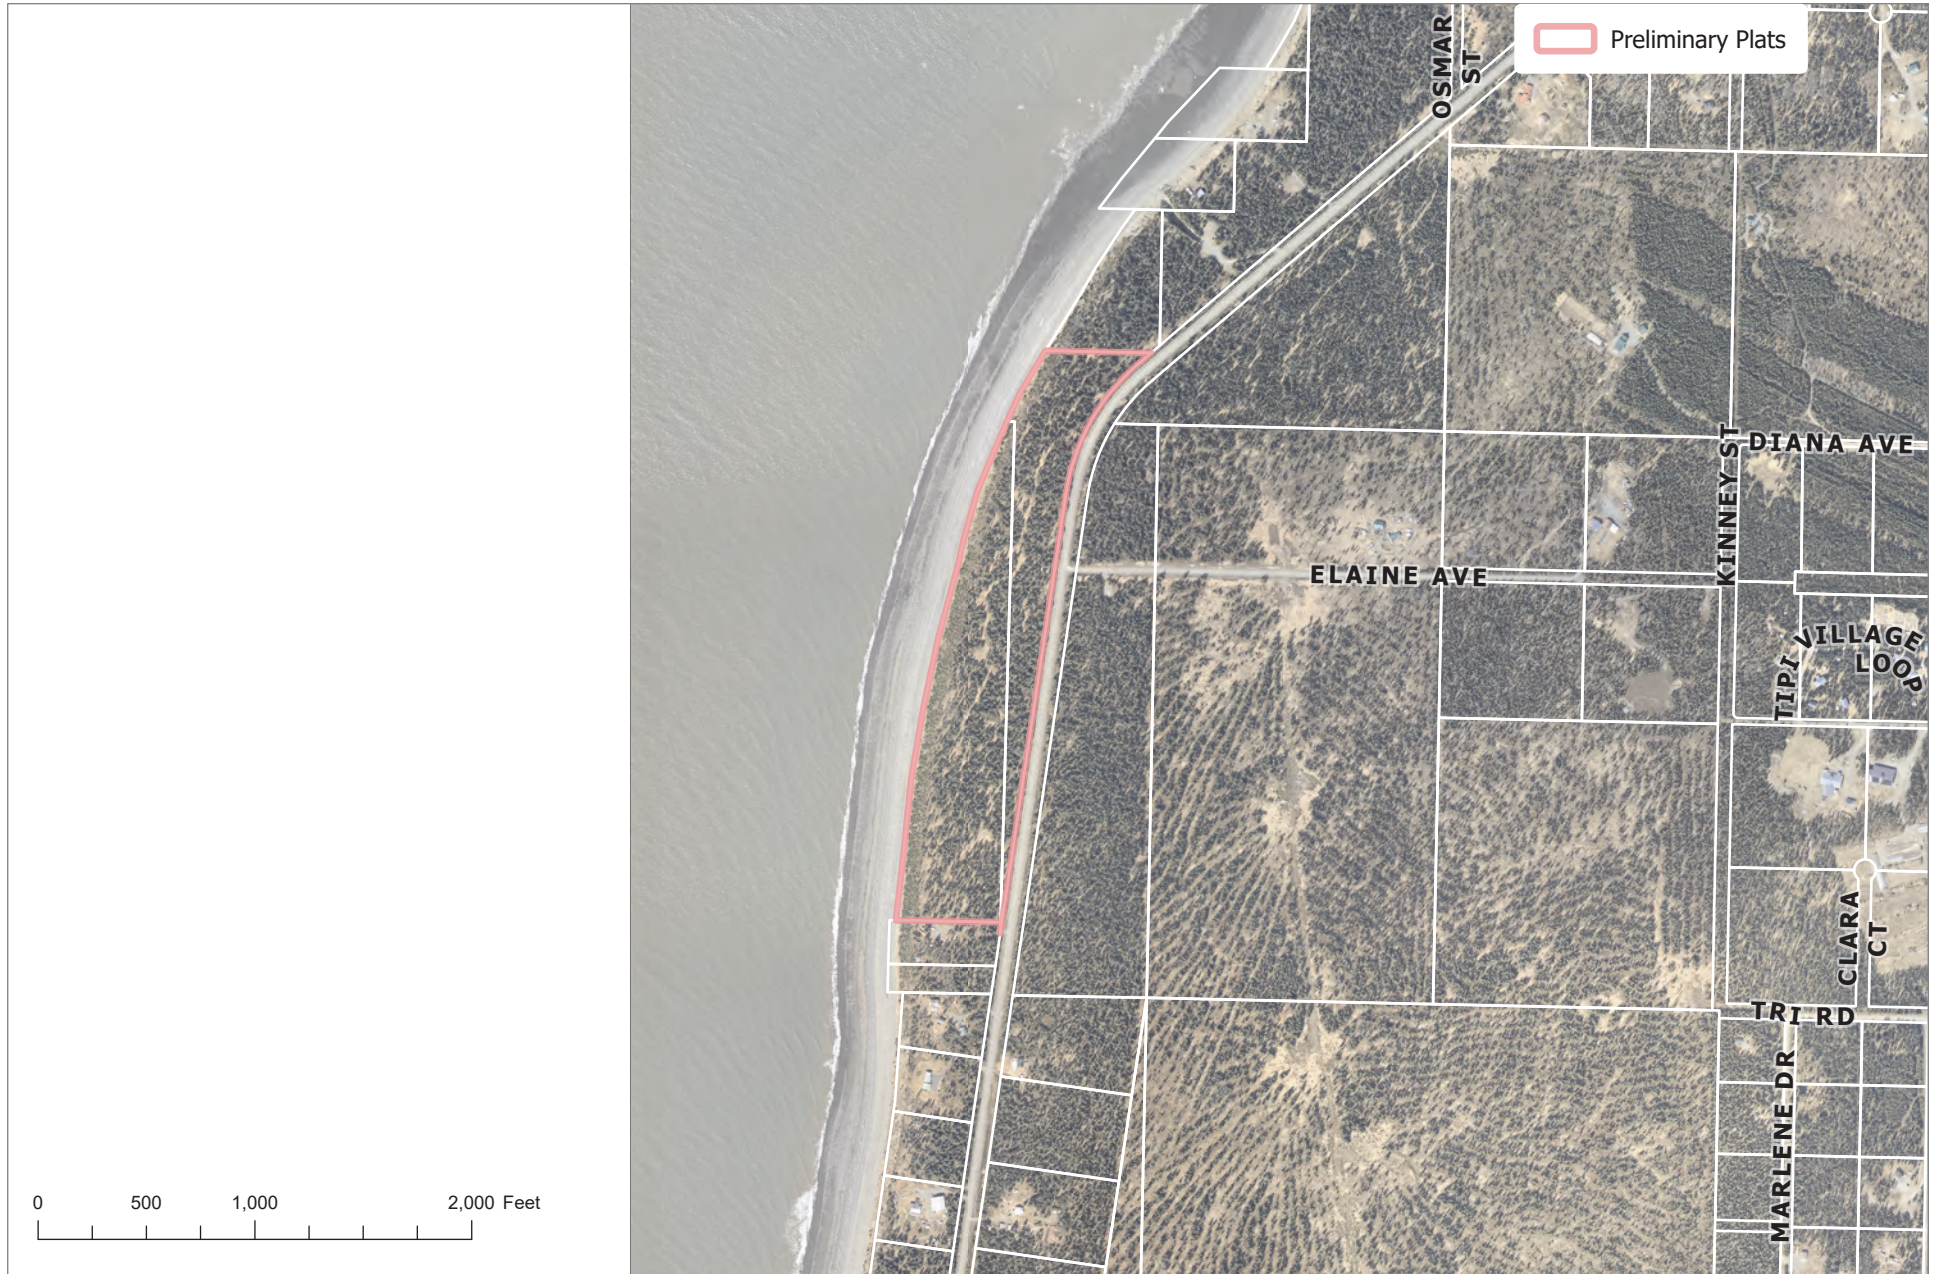 Preliminary Plats
OSMAR
ST
DIANA AVE
KINNEY ST
ELAINE AVE
TIPI VILLAGE
LOOP
CLARA
CT
TRI RD
MARLENE DR
0 500 1,000 2,000 Feet